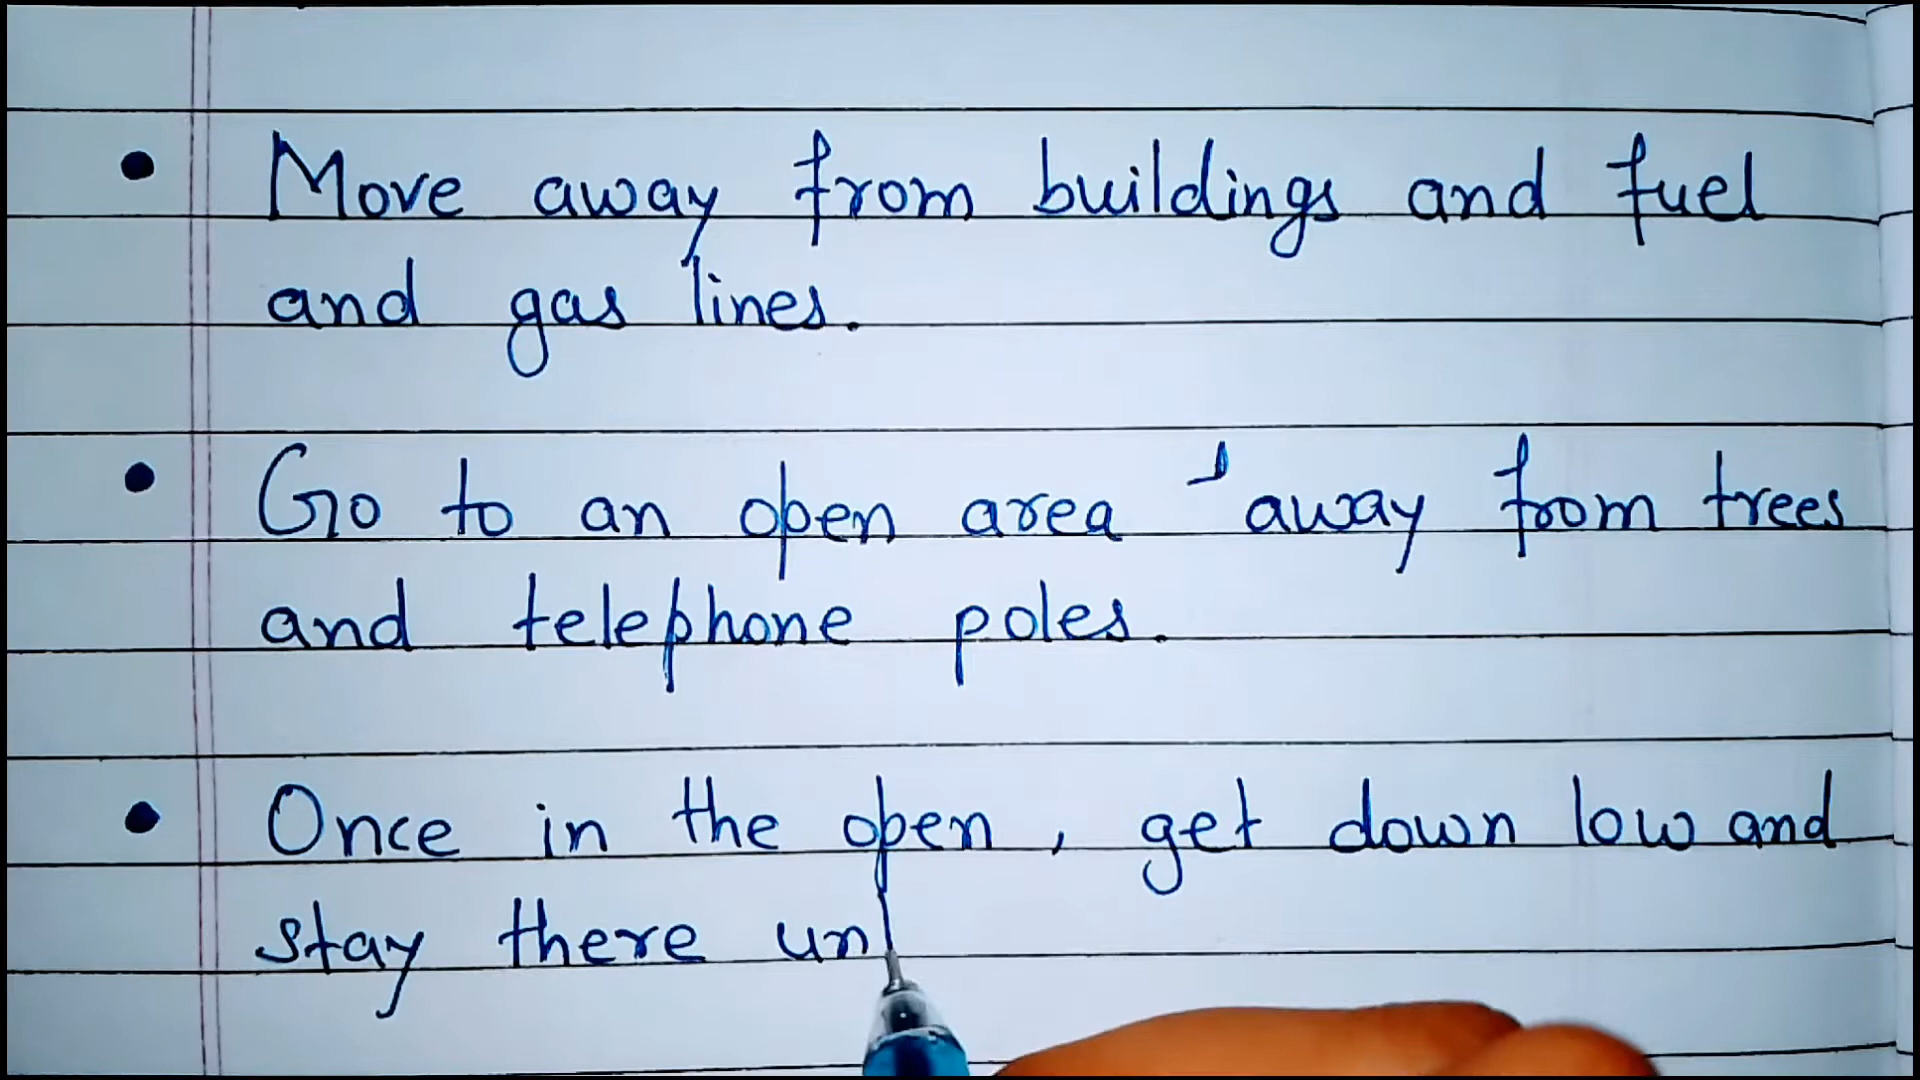 • Move away from buildings and fuel
and gas lines.
• Go to an open area away from trees
and telephone poles.
• Once in the open, get down low and
stay there un